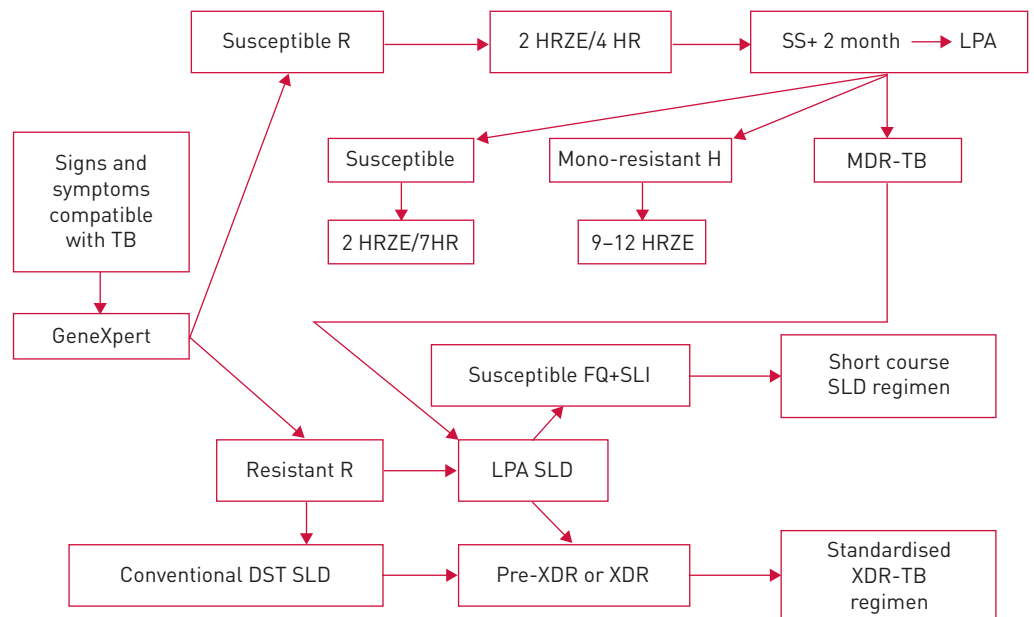 Susceptible R
2 HRZE/4 HR
SS+ 2 month
LPA
Signs and
symptoms
compatible
with TB
Susceptible
Mono-resistant H
MDR-TB
2 HRZE/7HR
9–12 HRZE
GeneXpert
Susceptible FQ+SLI
Short course
SLD regimen
Resistant R
LPA SLD
Conventional DST SLD
Pre-XDR or XDR
Standardised
XDR-TB
regimen